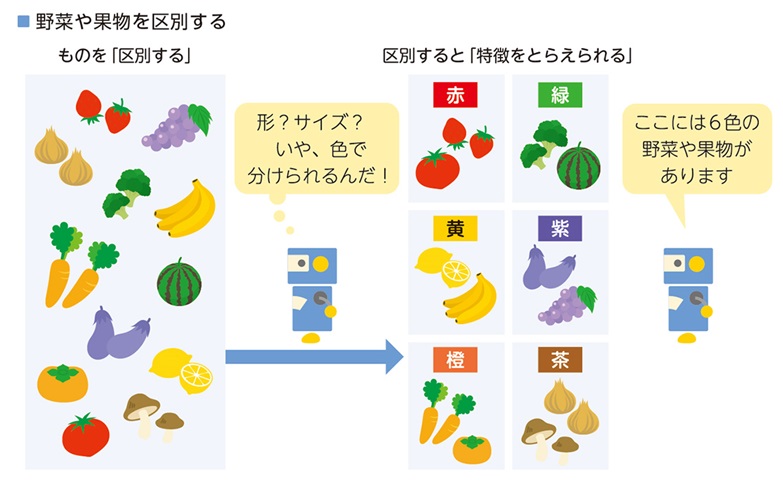 ■ 野菜や果物を区別する
ものを「区別する」
区別すると「特徴をとらえられる」
形？サイズ？
いや、色で
分けられるんだ！
赤
緑
黄
紫
橙
茶
ここには６色の
野菜や果物が
あります